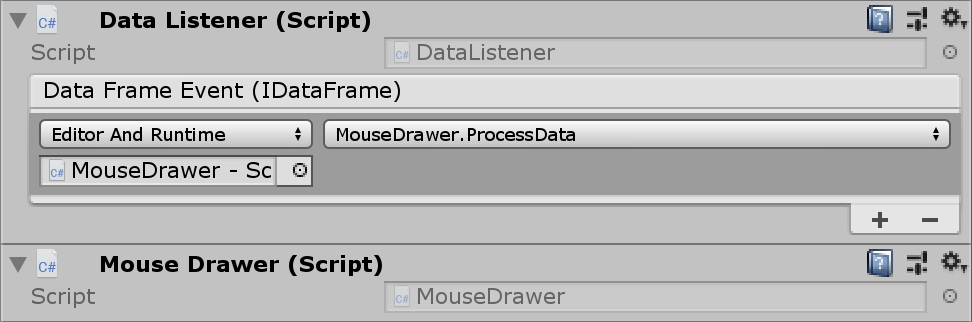 Data Listener (Script)
Script DataListener
Data Frame Event (IDataFrame)
Editor And Runtime MouseDrawer.ProcessData
MouseDrawer - Sc
Mouse Drawer (Script)
Script MouseDrawer